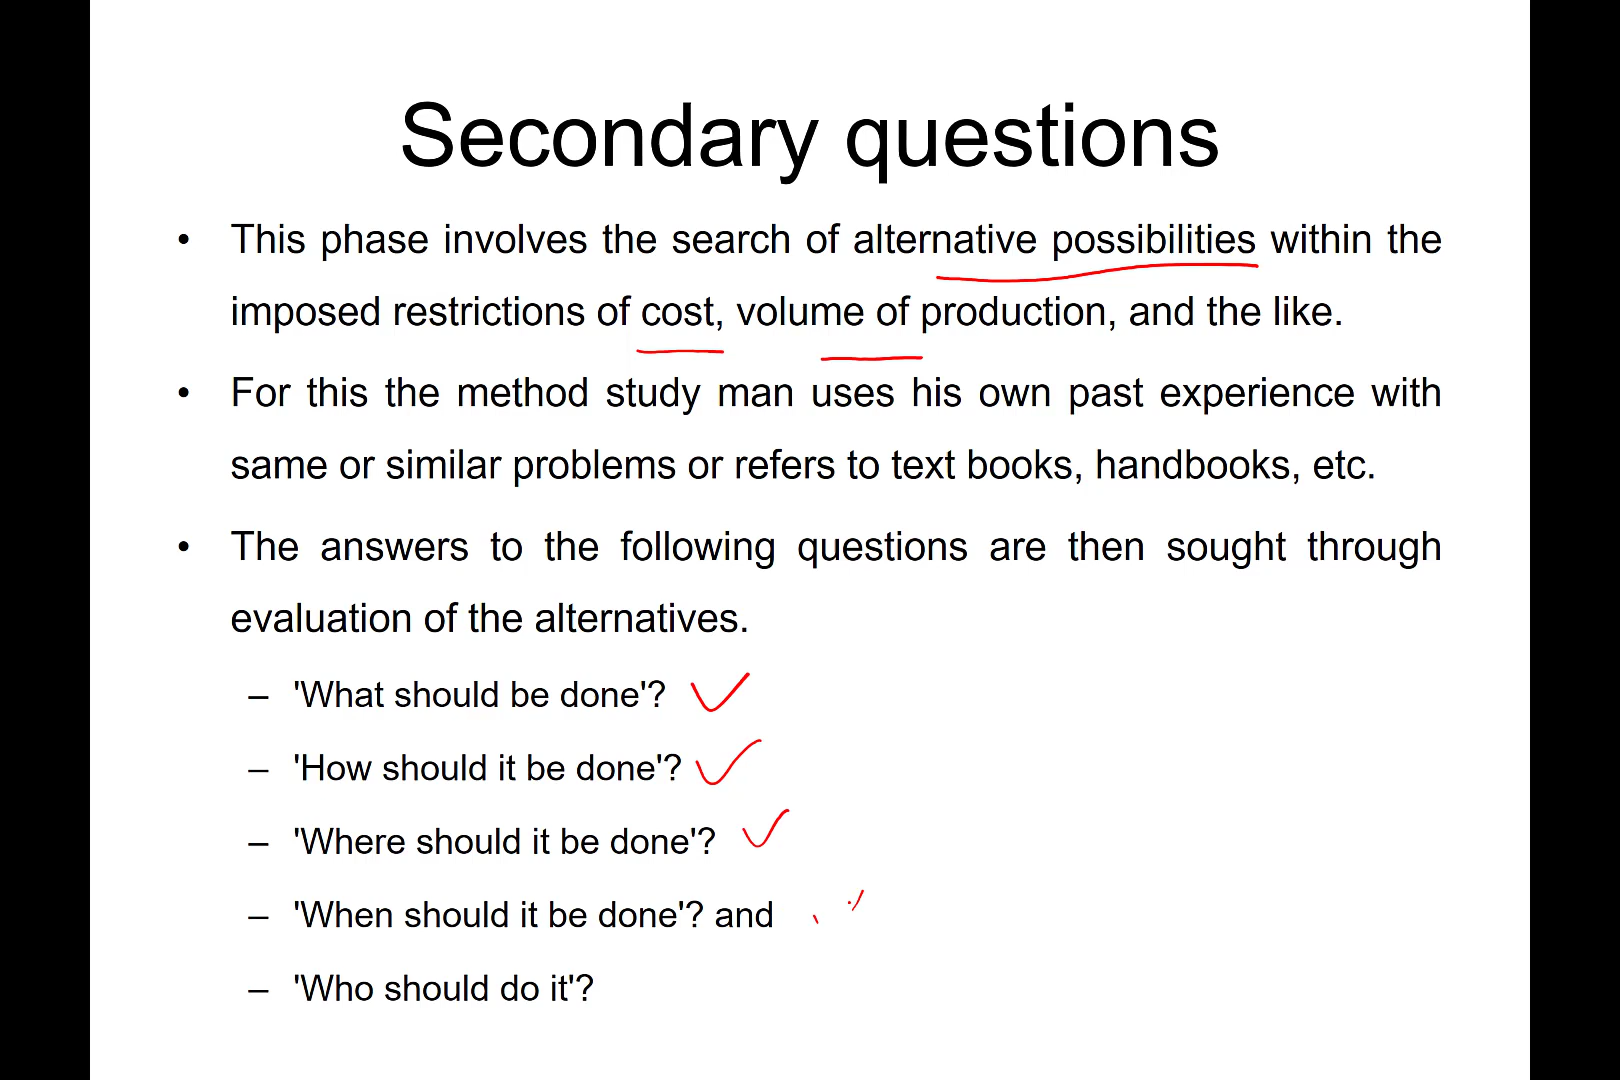 Secondary questions
• This phase involves the search of alternative possibilities within the
imposed restrictions of cost, volume of production, and the like.
• For this the method study man uses his own past experience with
same or similar problems or refers to text books, handbooks, etc.
• The answers to the following questions are then sought through
evaluation of the alternatives.
– 'What should be done'?
– 'How should it be done'?
– 'Where should it be done'?
– 'When should it be done'? and
– 'Who should do it'?